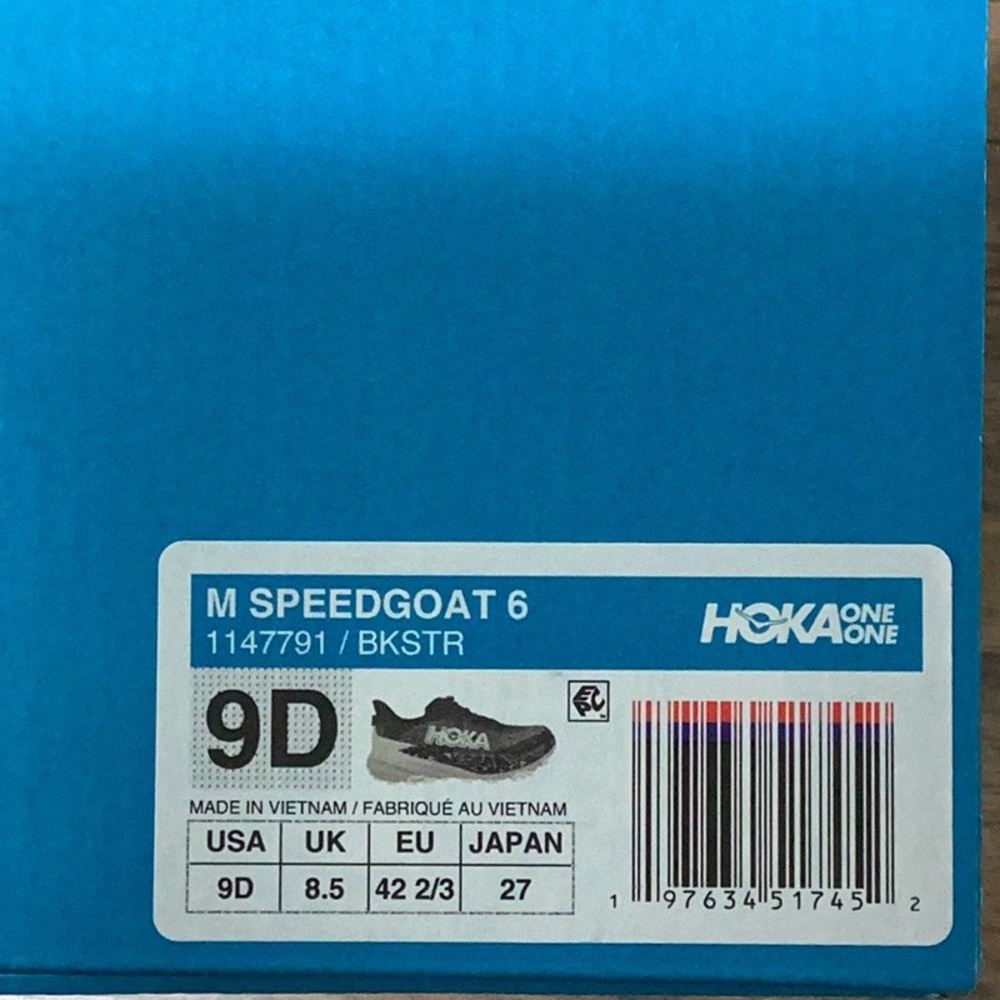 M SPEEDGOAT 6
1147791 / BKSTR
HOKA ONE ONE
9D
HOKA
EPC
MADE IN VIETNAM / FABRIQUÉ AU VIETNAM
USA UK EU JAPAN
9D 8.5 42 2/3 27
1 97634 51745 2